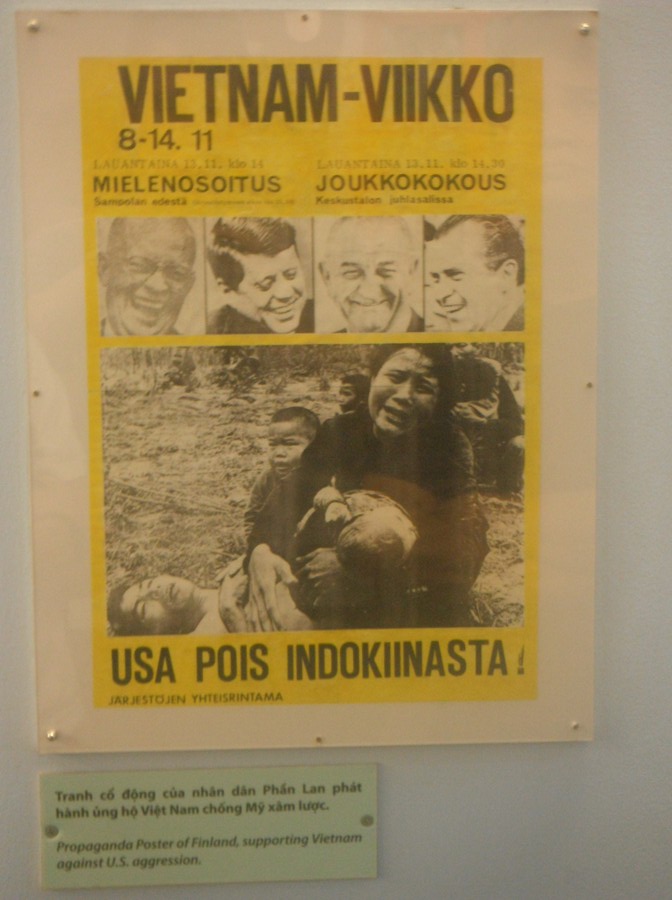 VIETNAM-VIIKKO
8-14. 11
LAUANTAINA 13.11. klo 14
MIELENOSOITUS
Sampolan edestä
LAUANTAINA 13.11. klo 14.30
JOUKKOKOKOUS
Keskustalon juhlasalissa
USA POIS INDOKIINASTA!
JÄRJESTÖJEN YHTEISRINTAMA
Tranh cổ động của nhân dân Phần Lan phát
hành ủng hộ Việt Nam chống Mỹ xâm lược.
Propaganda Poster of Finland, supporting Vietnam
against U.S. aggression.